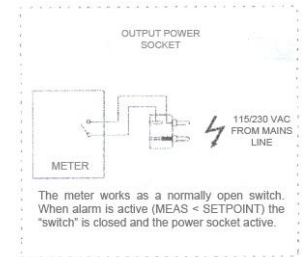 OUTPUT POWER
SOCKET
115/230 VAC
FROM MAINS
LINE
METER
The meter works as a normally open switch.
When alarm is active (MEAS < SETPOINT) the
"switch" is closed and the power socket active.